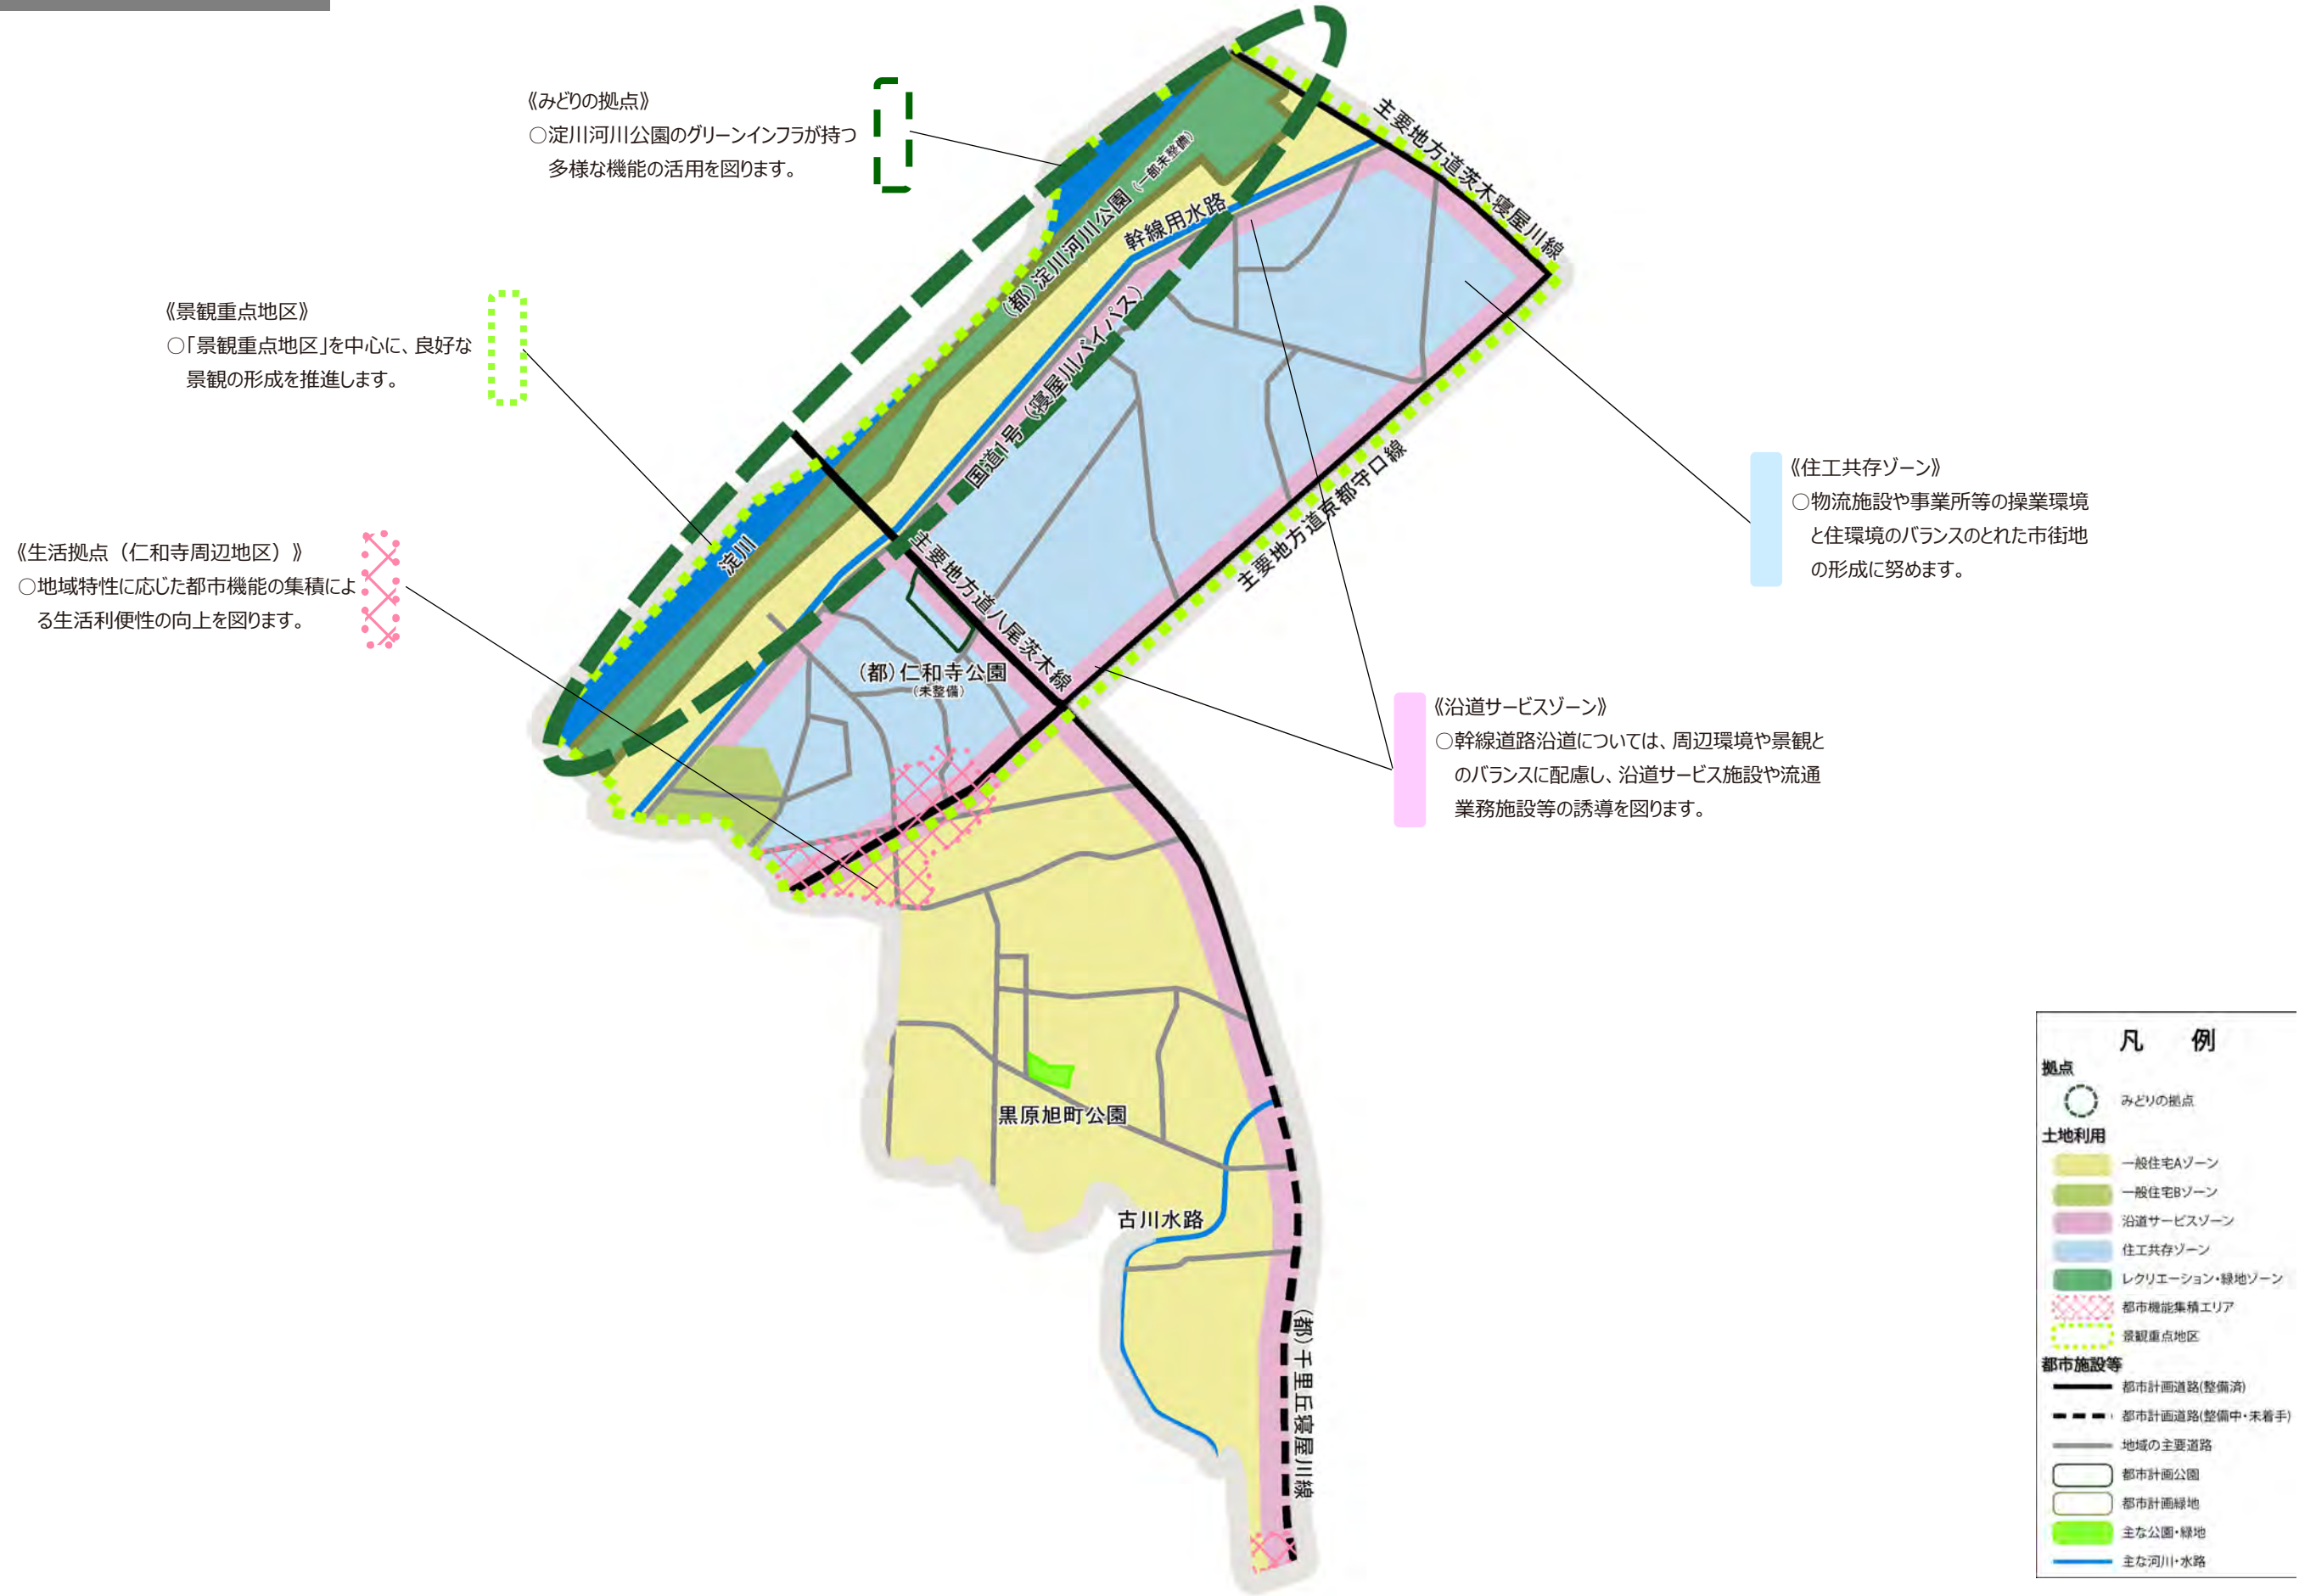 《みどりの拠点》
○淀川河川公園のグリーンインフラが持つ
多様な機能の活用を図ります。
《景観重点地区》
○「景観重点地区」を中心に、良好な
景観の形成を推進します。
《生活拠点（仁和寺周辺地区）》
○地域特性に応じた都市機能の集積によ
る生活利便性の向上を図ります。
《住工共存ゾーン》
○物流施設や事業所等の操業環境
と住環境のバランスのとれた市街地
の形成に努めます。
《沿道サービスゾーン》
○幹線道路沿道については、周辺環境や景観と
のバランスに配慮し、沿道サービス施設や流通
業務施設等の誘導を図ります。
主要地方道茨木寝屋川線
(都)淀川河川公園(一部未整備)
幹線用水路
国道1号（寝屋川バイパス）
主要地方道京都守口線
淀川
主要地方道八尾茨木線
(都)仁和寺公園
(未整備)
黒原旭町公園
古川水路
(都)千里丘寝屋川線
凡 例
拠点
みどりの拠点
土地利用
一般住宅Aゾーン
一般住宅Bゾーン
沿道サービスゾーン
住工共存ゾーン
レクリエーション・緑地ゾーン
都市機能集積エリア
景観重点地区
都市施設等
都市計画道路(整備済)
都市計画道路(整備中・未着手)
地域の主要道路
都市計画公園
都市計画緑地
主な公園・緑地
主な河川・水路